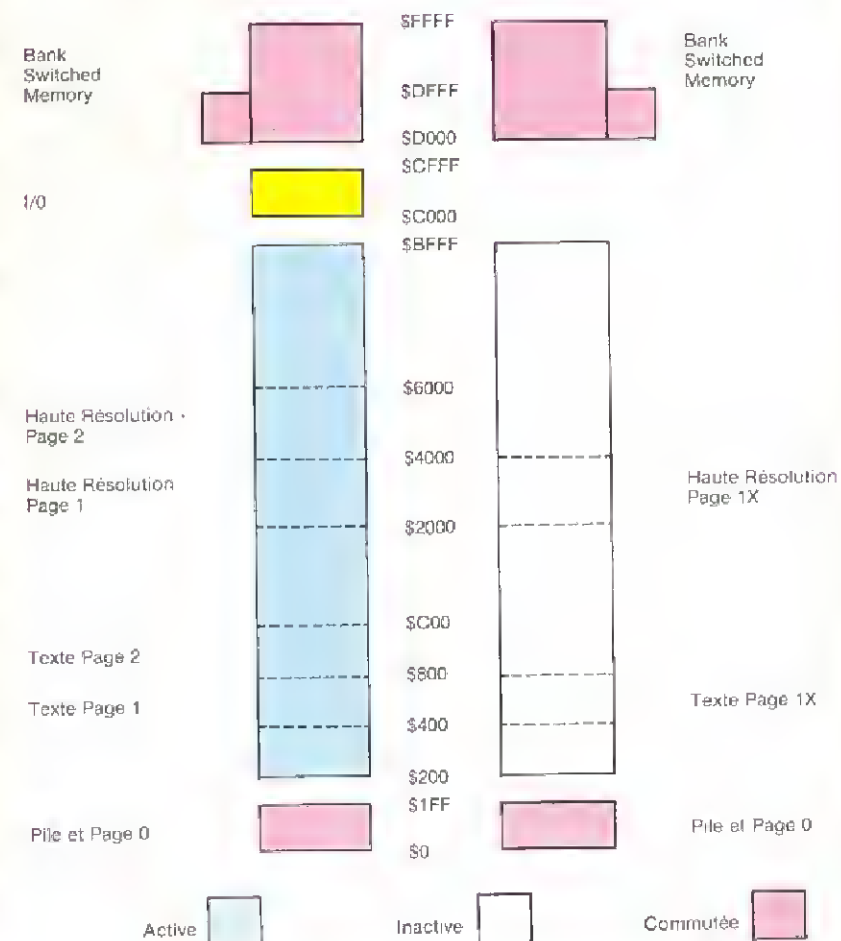 $FFFF
Bank
Switched
Memory
Bank
Switched
Memory
$DFFF
$D000
$CFFF
I/0
$C000
$BFFF
$6000
Haute Résolution -
Page 2
$4000
Haute Résolution
Page 1
Haute Résolution
Page 1X
$2000
$C00
Texte Page 2
$800
Texte Page 1
Texte Page 1X
$400
$200
$1FF
Pile et Page 0
Pile et Page 0
$0
Active
Inactive
Commutée